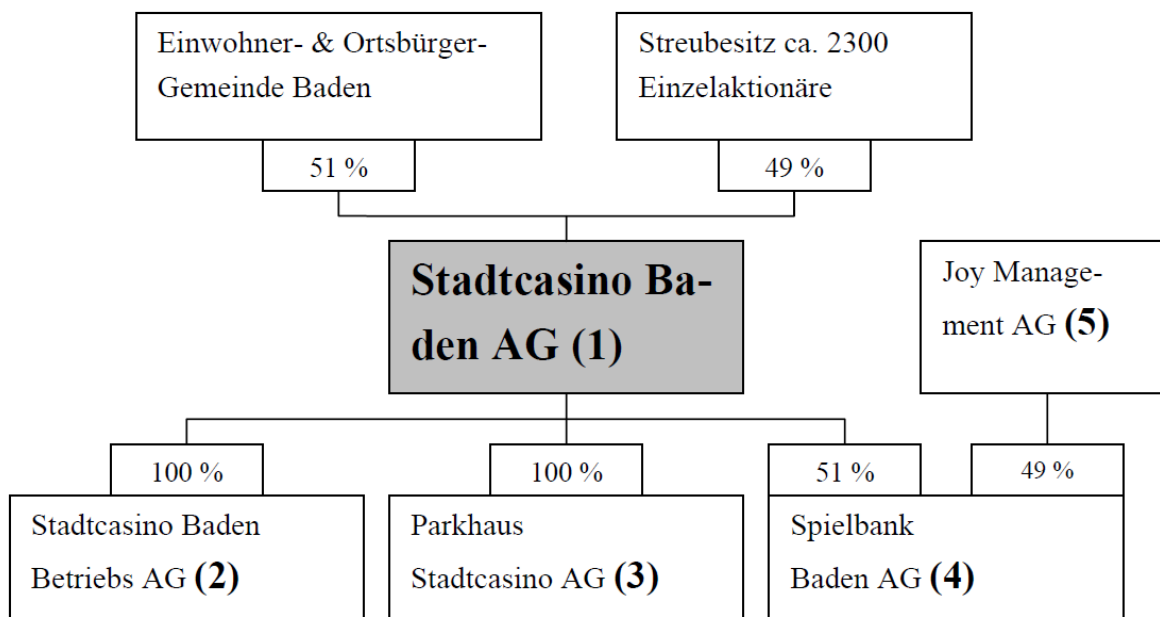 Einwohner- & Ortsbürger-
Gemeinde Baden
Streubesitz ca. 2300
Einzelaktionäre
51 %
49 %
Stadtcasino Ba-
den AG (1)
Joy Manage-
ment AG (5)
100 %
100 %
51 %
49 %
Stadtcasino Baden
Betriebs AG (2)
Parkhaus
Stadtcasino AG (3)
Spielbank
Baden AG (4)